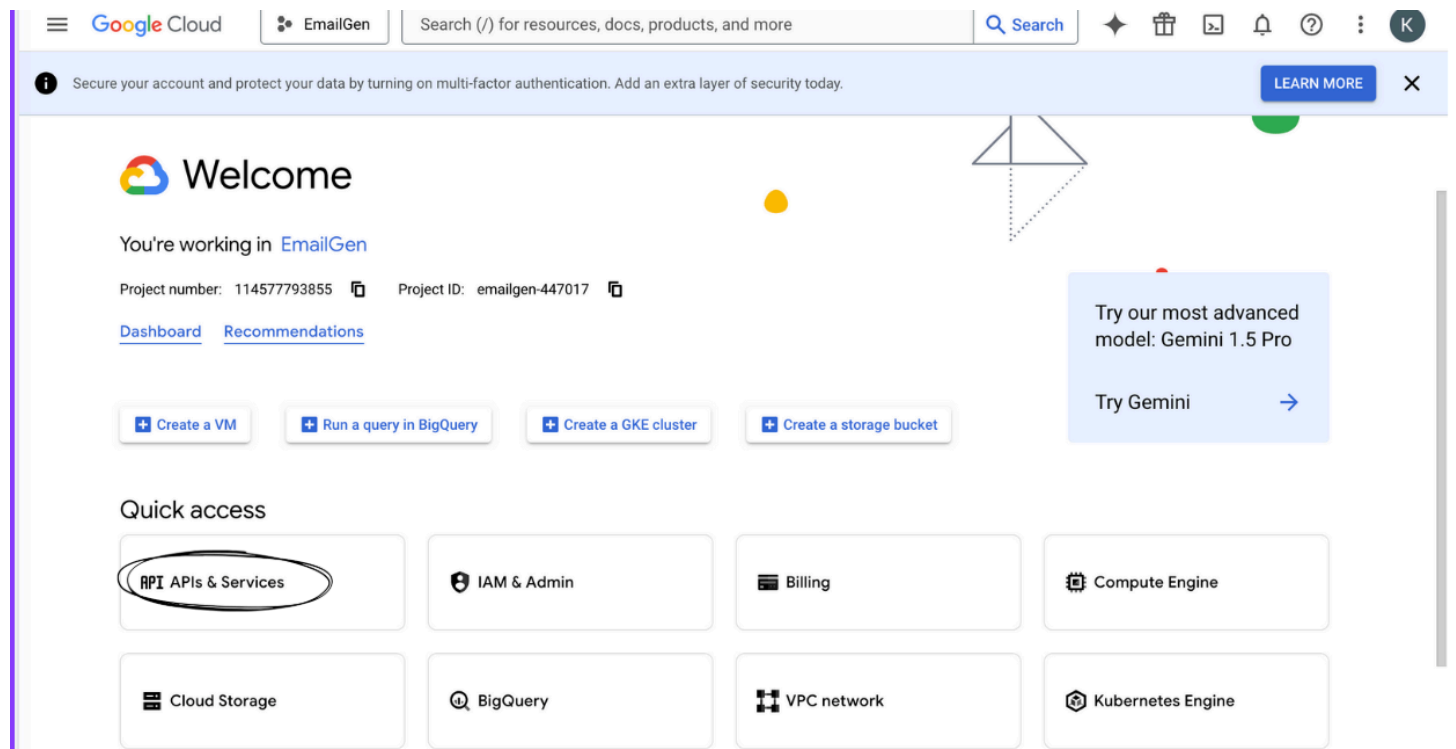 Google Cloud EmailGen Search (/) for resources, docs, products, and more Search K
Secure your account and protect your data by turning on multi-factor authentication. Add an extra layer of security today. LEARN MORE
Welcome
You're working in EmailGen
Project number: 114577793855 Project ID: emailgen-447017
Dashboard Recommendations
Try our most advanced
model: Gemini 1.5 Pro
Try Gemini
Create a VM Run a query in BigQuery Create a GKE cluster Create a storage bucket
Quick access
API APIs & Services IAM & Admin Billing Compute Engine
Cloud Storage BigQuery VPC network Kubernetes Engine